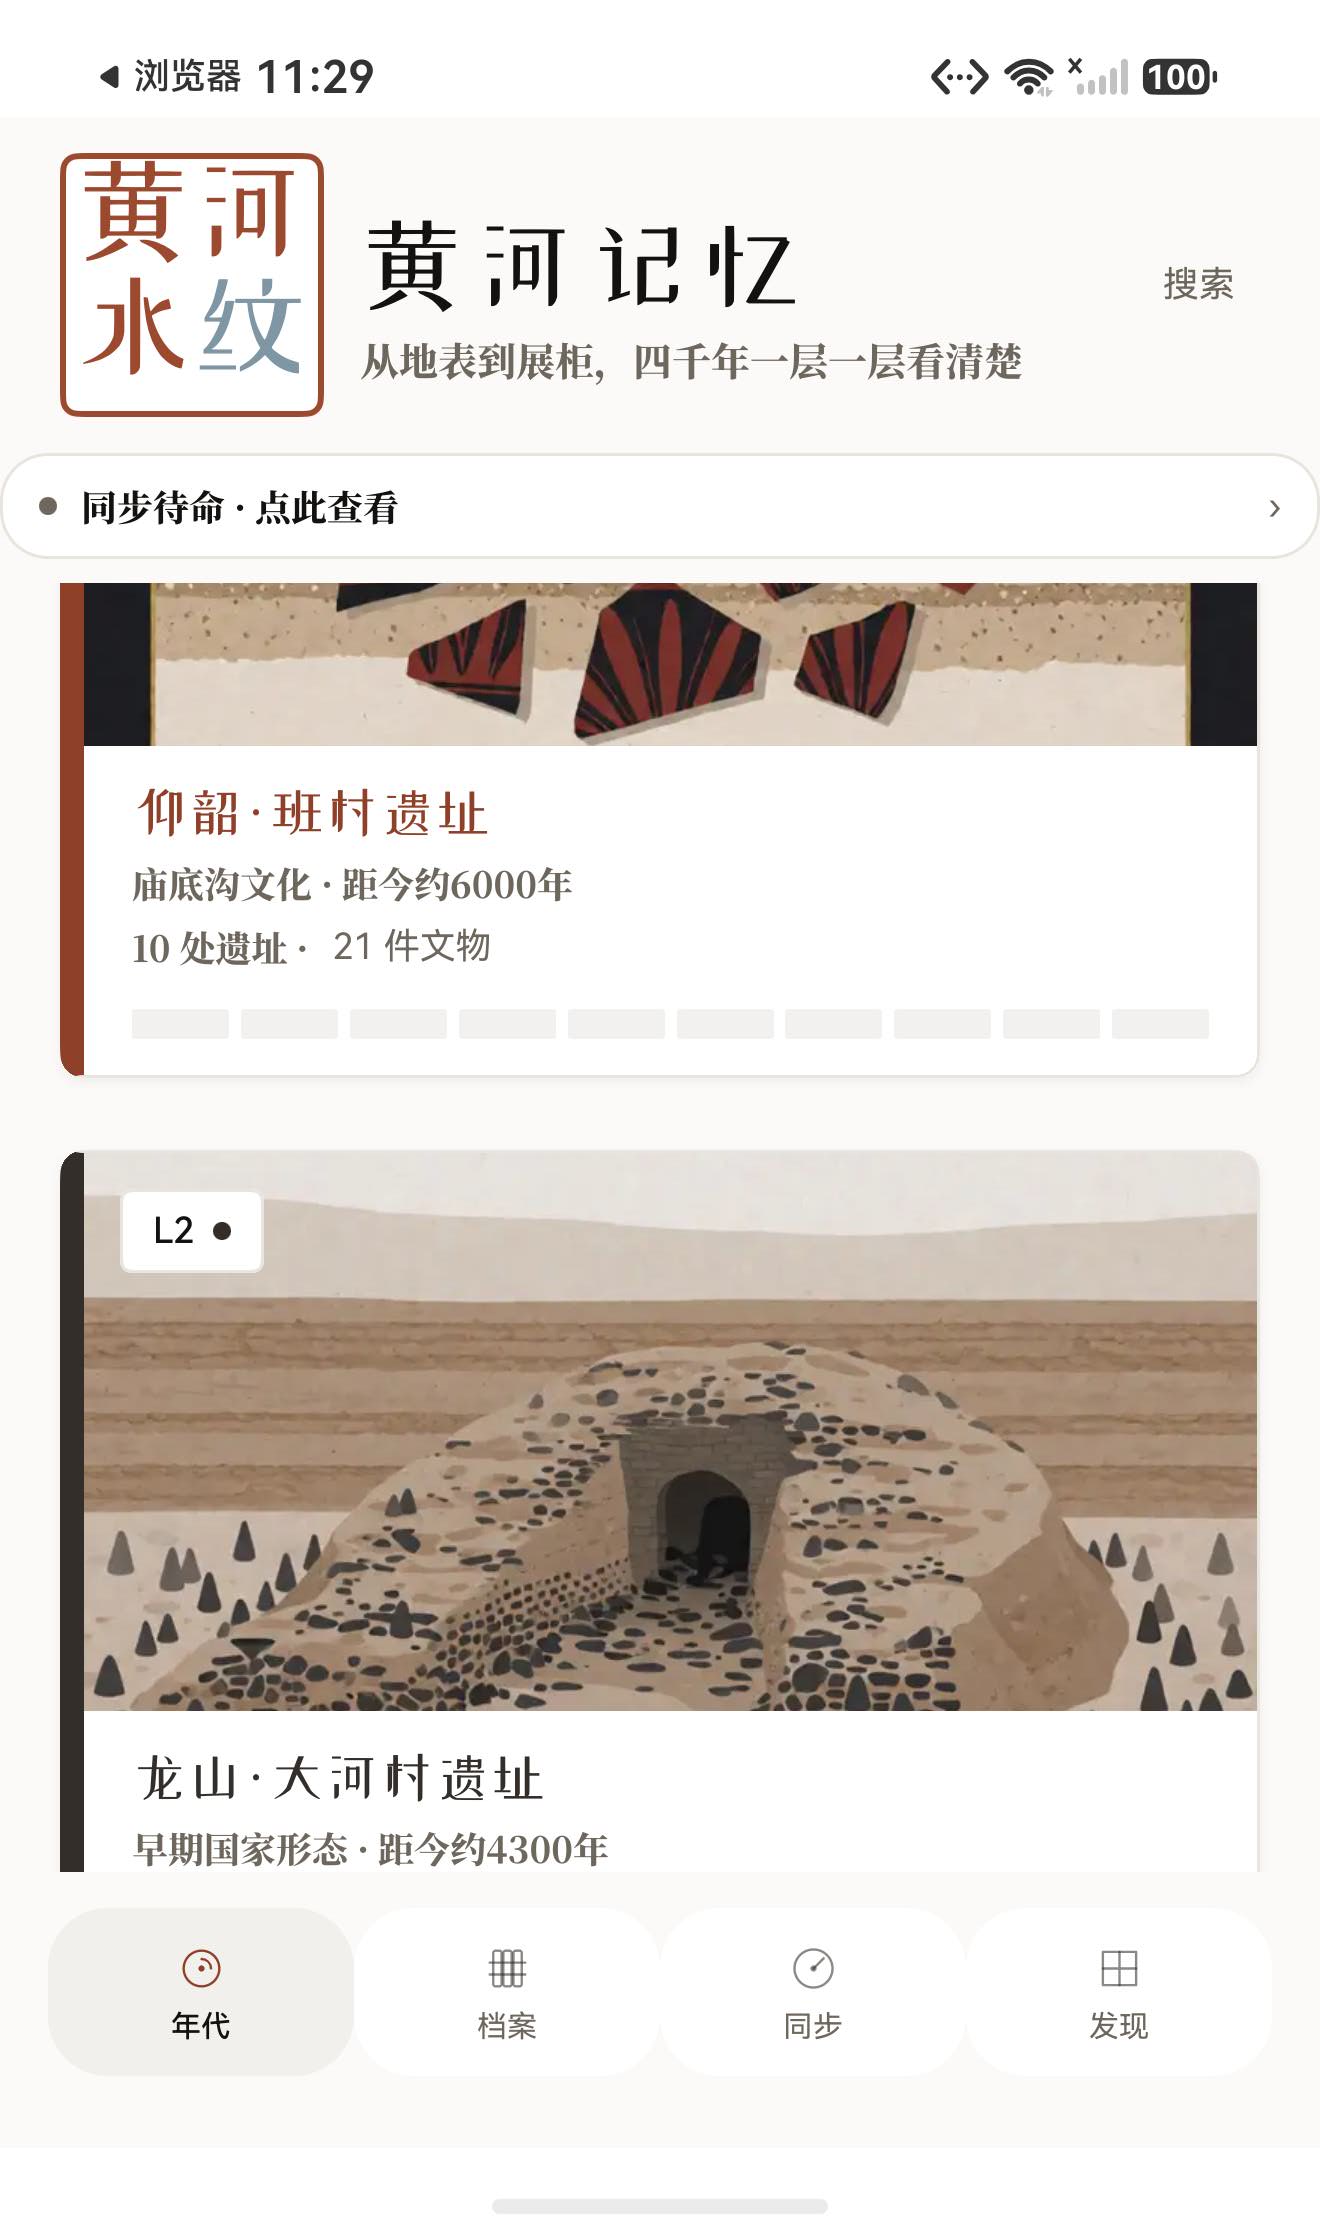 浏览器 11:29
100
黄河
水纹
黄河记忆
搜索
从地表到展柜，四千年一层一层看清楚
同步待命 · 点此查看
仰韶·班村遗址
庙底沟文化 · 距今约6000年
10 处遗址 · 21 件文物
L2
龙山·大河村遗址
早期国家形态 · 距今约4300年
年代
档案
同步
发现